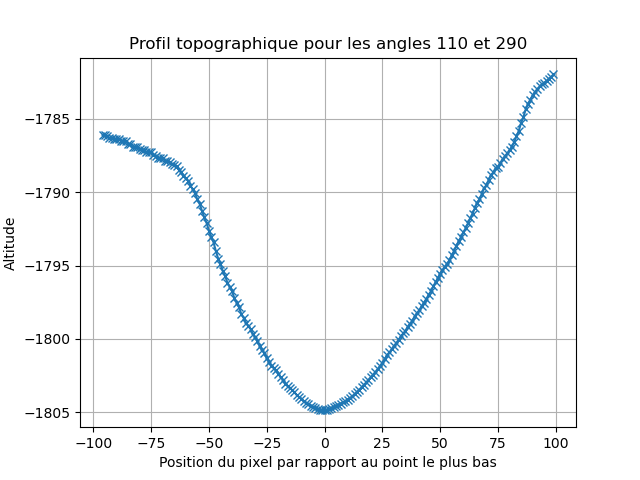 Profil topographique pour les angles 110 et 290
Altitude
−1785
−1790
−1795
−1800
−1805
−100 −75 −50 −25 0 25 50 75 100
Position du pixel par rapport au point le plus bas